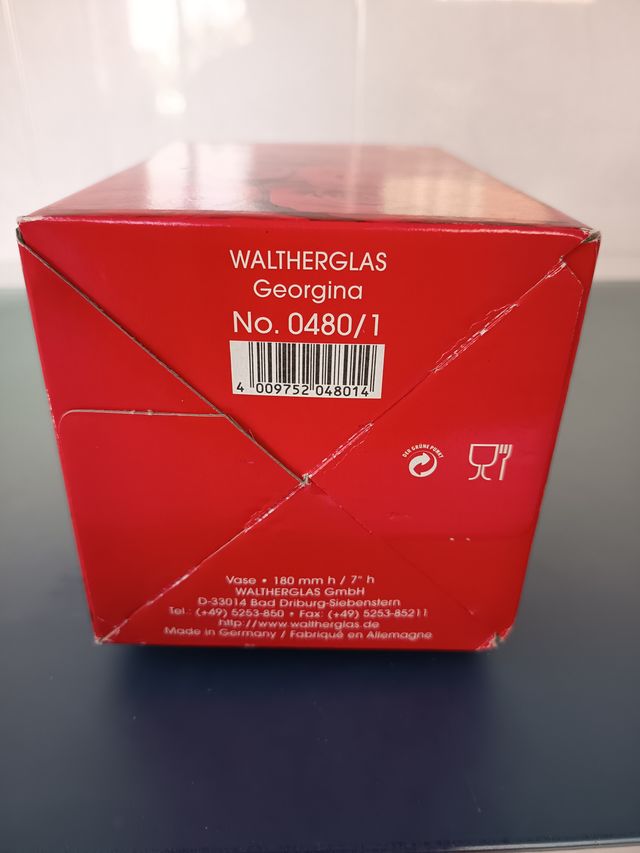 WALTHERGLAS
Georgina
No. 0480/1
4 009752 048014
DER GRÜNE PUNKT
Vase • 180 mm h / 7" h
WALTHERGLAS GmbH
D-33014 Bad Driburg-Siebenstern
Tel.: (+49) 5253-850 • Fax: (+49) 5253-85211
http://www.waltherglas.de
Made in Germany / Fabriqué en Allemagne